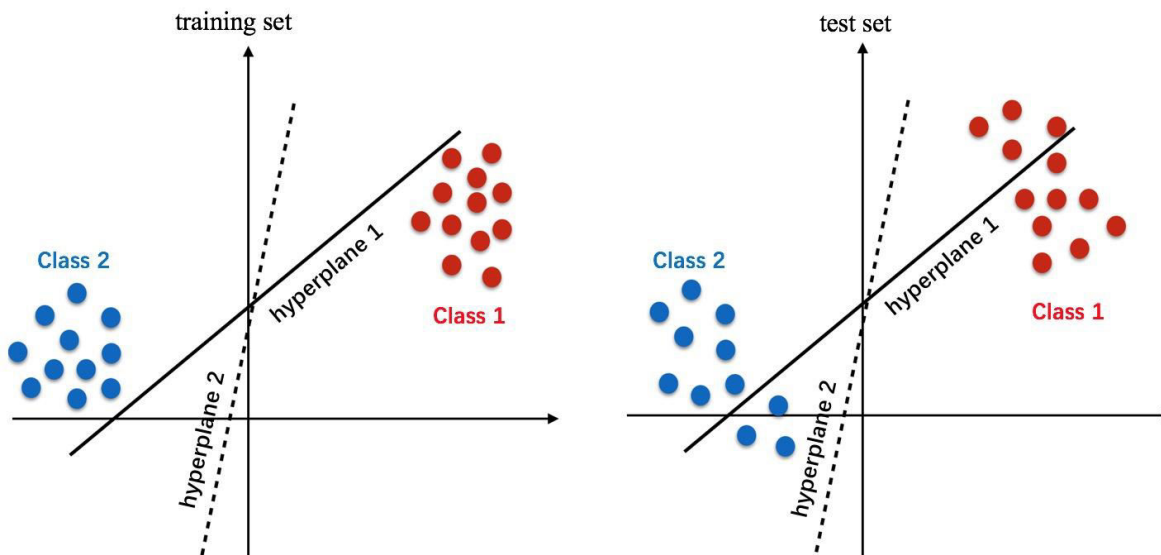 training set
hyperplane 1
Class 2
Class 1
hyperplane 2
test set
hyperplane 1
Class 2
Class 1
hyperplane 2